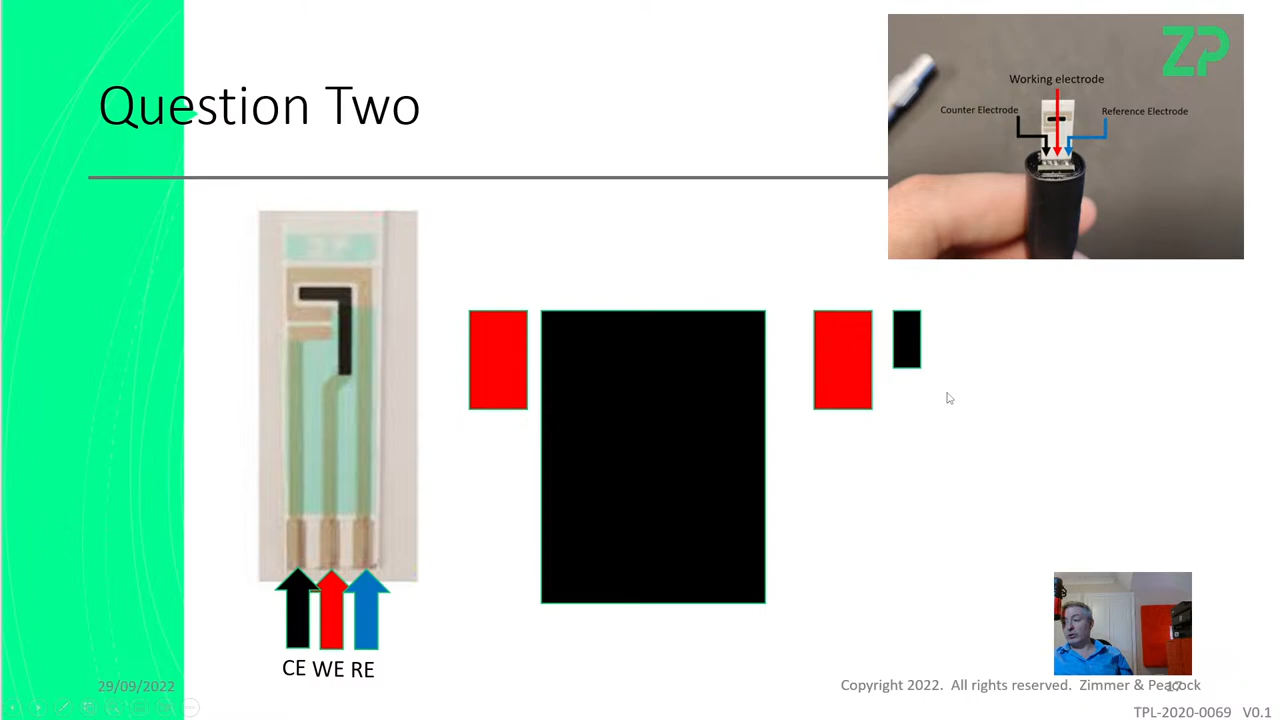 Question Two
ZP
Working electrode
Counter Electrode
Reference Electrode
CE WE RE
29/09/2022
Copyright 2022. All rights reserved. Zimmer & Peacock
17
TPL-2020-0069 V0.1